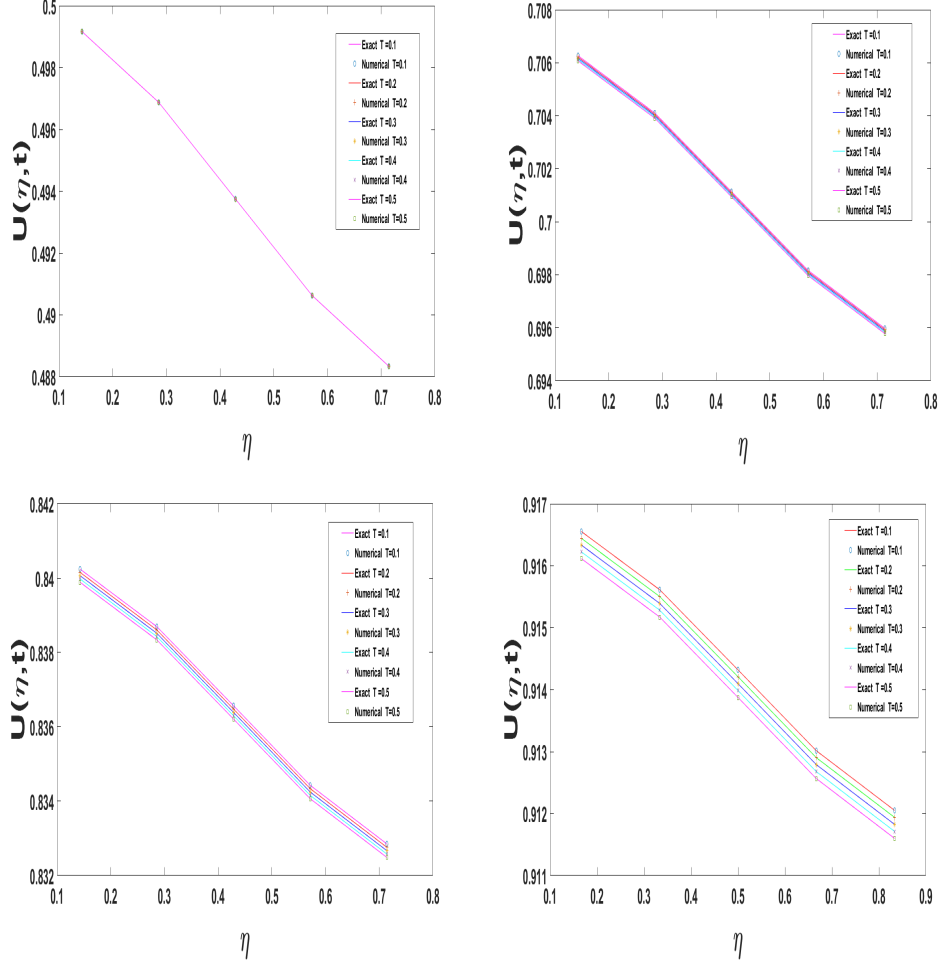 0.5
0.498
0.496
0.494
0.492
0.49
0.488
U(η,t)
Exact T =0.1
Numerical T=0.1
Exact T =0.2
Numerical T=0.2
Exact T =0.3
Numerical T=0.3
Exact T =0.4
Numerical T=0.4
Exact T =0.5
Numerical T=0.5
0.1 0.2 0.3 0.4 0.5 0.6 0.7 0.8
η
0.708
0.706
0.704
0.702
0.7
0.698
0.696
0.694
U(η,t)
Exact T =0.1
Numerical T=0.1
Exact T =0.2
Numerical T=0.2
Exact T =0.3
Numerical T=0.3
Exact T =0.4
Numerical T=0.4
Exact T =0.5
Numerical T=0.5
0.1 0.2 0.3 0.4 0.5 0.6 0.7 0.8
η
0.842
0.84
0.838
0.836
0.834
0.832
U(η,t)
Exact T =0.1
Numerical T=0.1
Exact T =0.2
Numerical T=0.2
Exact T =0.3
Numerical T=0.3
Exact T =0.4
Numerical T=0.4
Exact T =0.5
Numerical T=0.5
0.1 0.2 0.3 0.4 0.5 0.6 0.7 0.8
η
0.917
0.916
0.915
0.914
0.913
0.912
0.911
U(η,t)
Exact T =0.1
Numerical T=0.1
Exact T =0.2
Numerical T=0.2
Exact T =0.3
Numerical T=0.3
Exact T =0.4
Numerical T=0.4
Exact T =0.5
Numerical T=0.5
0.1 0.2 0.3 0.4 0.5 0.6 0.7 0.8 0.9
η